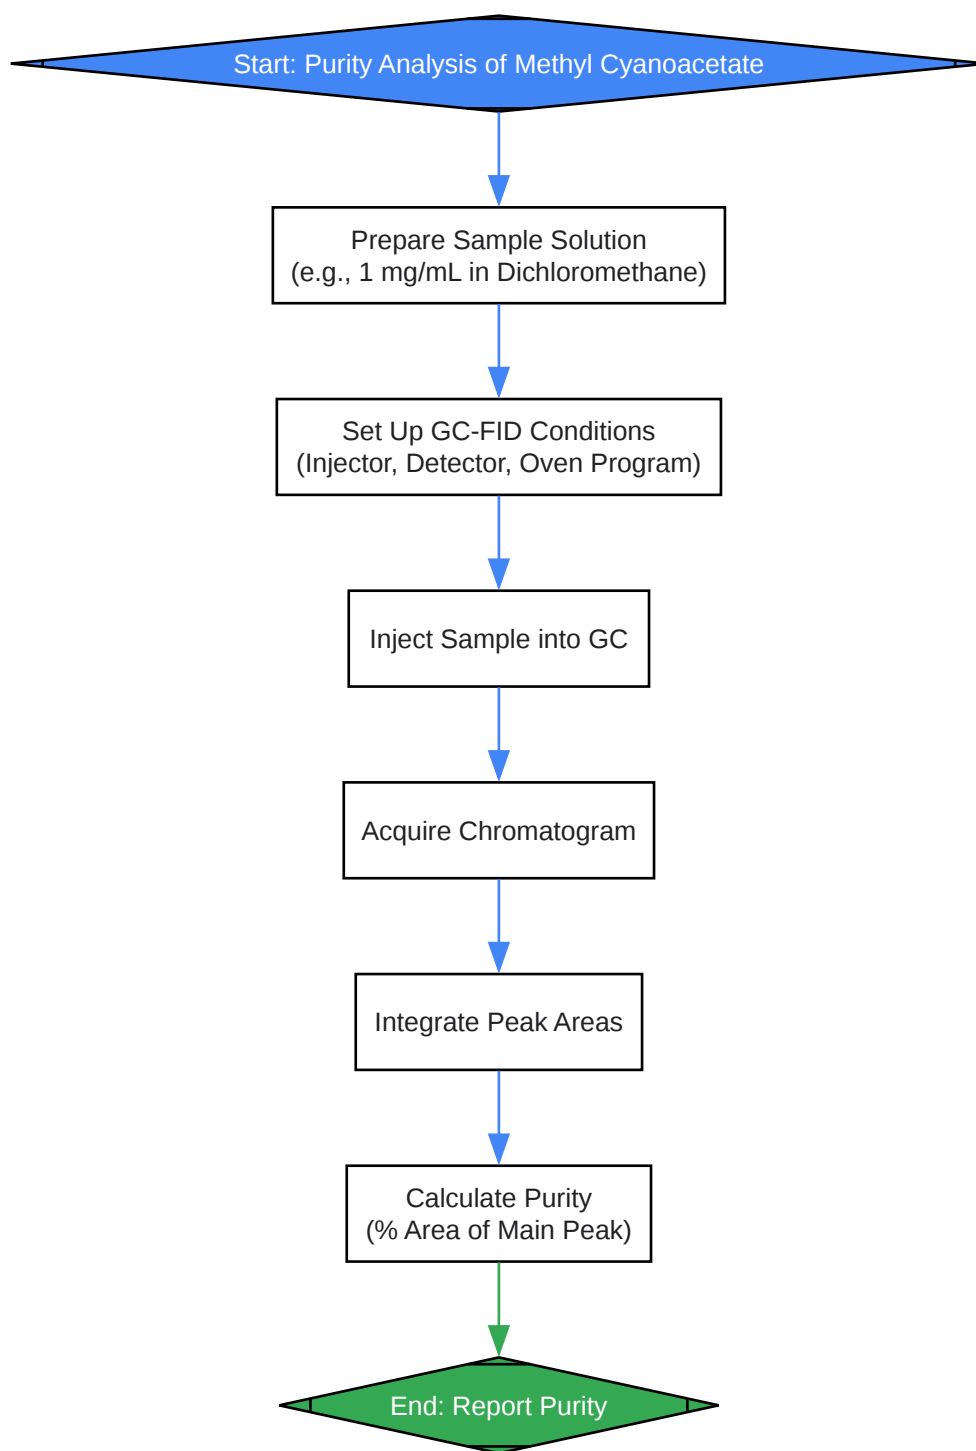 Start: Purity Analysis of Methyl Cyanoacetate
Prepare Sample Solution
(e.g., 1 mg/mL in Dichloromethane)
Set Up GC-FID Conditions
(Injector, Detector, Oven Program)
Inject Sample into GC
Acquire Chromatogram
Integrate Peak Areas
Calculate Purity
(% Area of Main Peak)
End: Report Purity